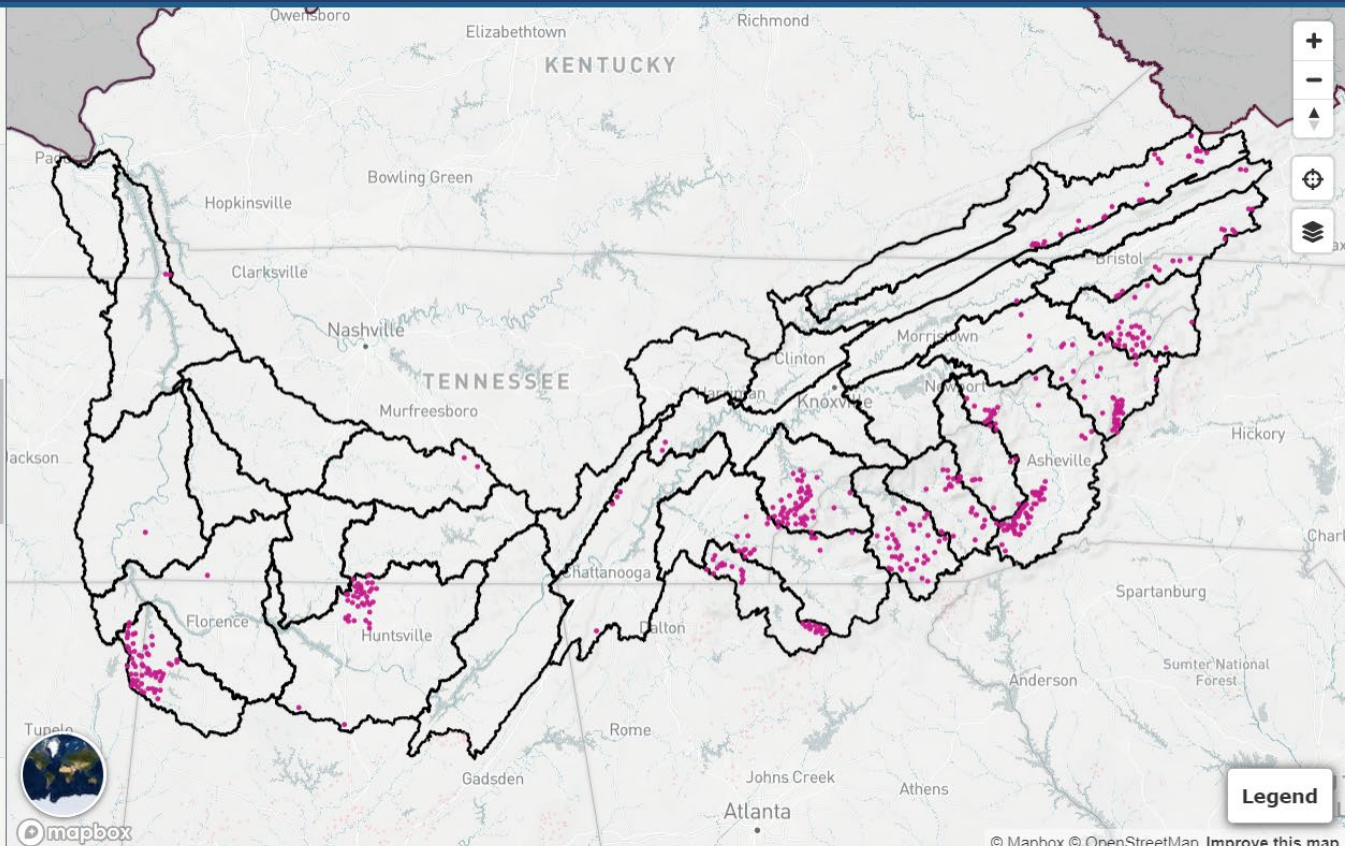 Owensboro
Richmond
Elizabethtown
KENTUCKY
Bowling Green
Hopkinsville
Clarksville
Bristol
Nashville
Morristown
Clinton
TENNESSEE
Harriman
Newport
Knoxville
Murfreesboro
Hickory
Jackson
Asheville
Charl
Chattanooga
Spartanburg
Florence
Dalton
Huntsville
Sumter National
Forest
Anderson
Tupelo
Rome
Gadsden
Johns Creek
Athens
Legend
Atlanta
mapbox
© Mapbox © OpenStreetMap Improve this map